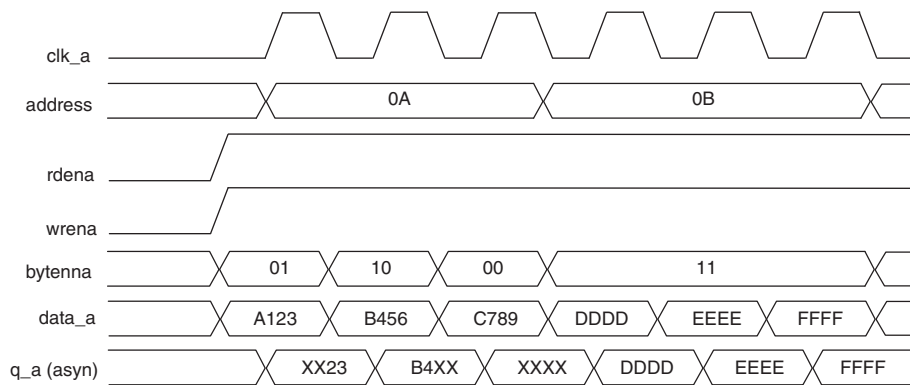 clk_a
address 0A 0B
rdena
wrena
bytenna 01 10 00 11
data_a A123 B456 C789 DDDD EEEE FFFF
q_a (asyn) XX23 B4XX XXXX DDDD EEEE FFFF